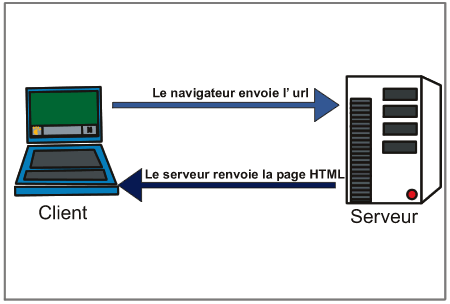 Le navigateur envoie l' url
Le serveur renvoie la page HTML
Client
Serveur